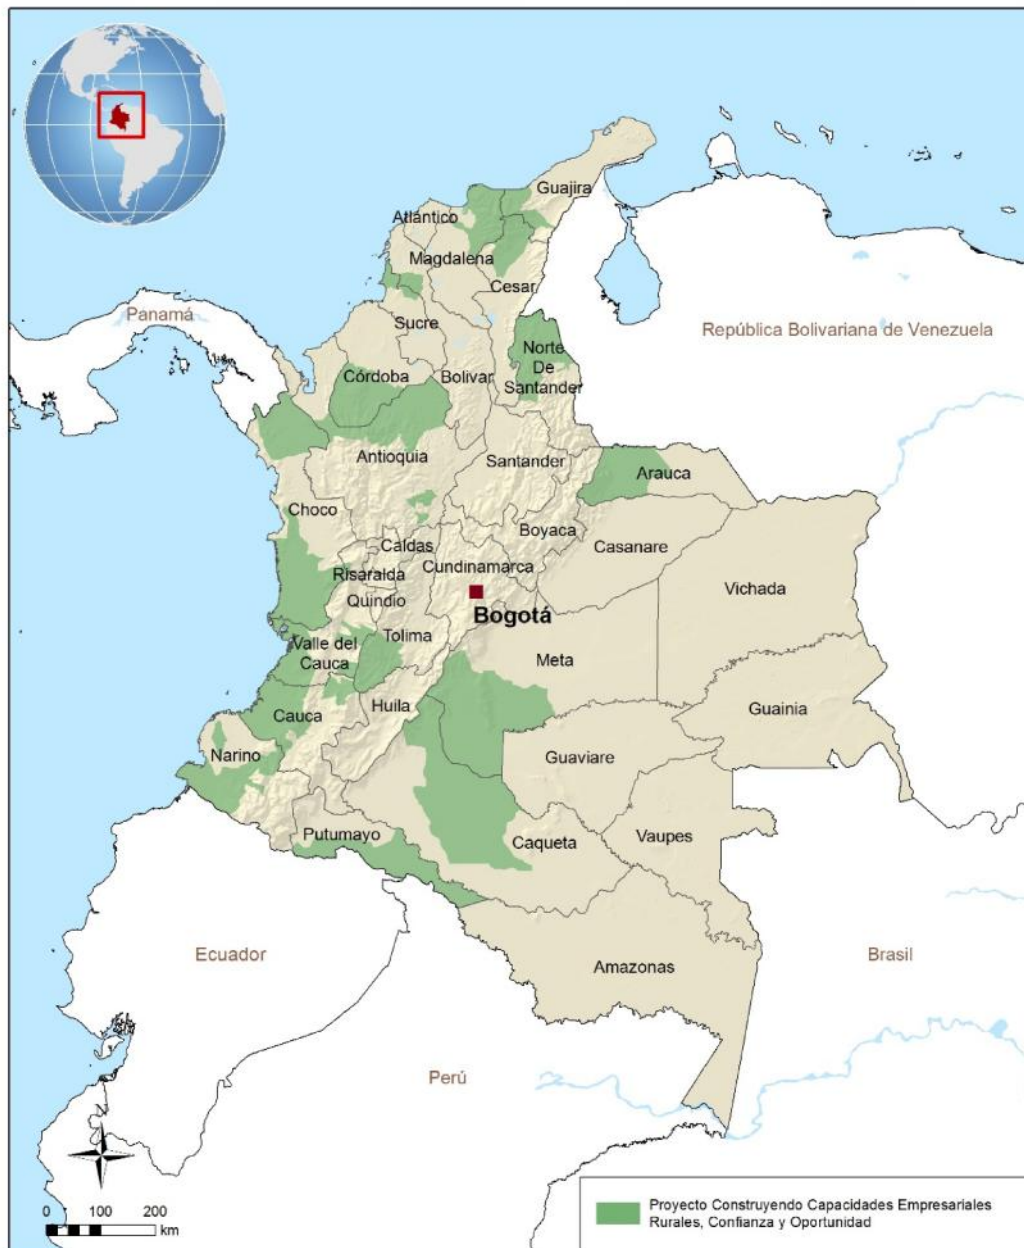 Guajira
Atlántico
Magdalena
Cesar
Panamá
Sucre
República Bolivariana de Venezuela
Norte
De
Santander
Córdoba
Bolivar
Antioquia
Santander
Arauca
Choco
Boyaca
Caldas
Casanare
Cundinamarca
Risaralda
Vichada
Quindio
Bogotá
Tolima
Valle del
Cauca
Meta
Huila
Guainia
Cauca
Narino
Guaviare
Putumayo
Caqueta
Vaupes
Ecuador
Brasil
Amazonas
Perú
N
0 100 200
km
Proyecto Construyendo Capacidades Empresariales
Rurales, Confianza y Oportunidad